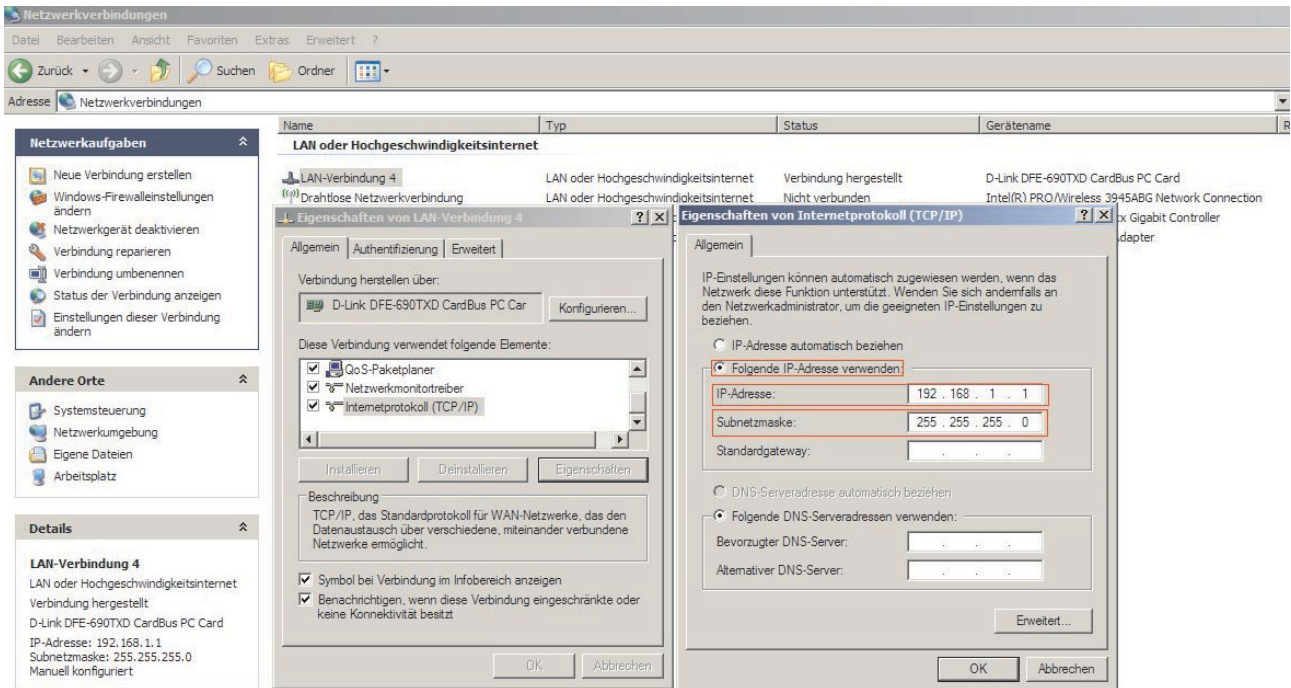 Netzwerkverbindungen
Datei Bearbeiten Ansicht Favoriten Extras Erweitert ?
Zurück Suchen Ordner
Adresse Netzwerkverbindungen
Netzwerkaufgaben
Neue Verbindung erstellen
Windows-Firewalleinstellungen
ändern
Netzwerkgerät deaktivieren
Verbindung reparieren
Verbindung umbenennen
Status der Verbindung anzeigen
Einstellungen dieser Verbindung
ändern
Andere Orte
Systemsteuerung
Netzwerkumgebung
Eigene Dateien
Arbeitsplatz
Details
LAN-Verbindung 4
LAN oder Hochgeschwindigkeitsinternet
Verbindung hergestellt
D-Link DFE-690TXD CardBus PC Card
IP-Adresse: 192.168.1.1
Subnetzmaske: 255.255.255.0
Manuell konfiguriert
Name Typ Status Gerätename R
LAN oder Hochgeschwindigkeitsinternet
LAN-Verbindung 4 LAN oder Hochgeschwindigkeitsinternet Verbindung hergestellt D-Link DFE-690TXD CardBus PC Card
Drahtlose Netzwerkverbindung LAN oder Hochgeschwindigkeitsinternet Nicht verbunden Intel(R) PRO/Wireless 3945ABG Network Connection
Gigabit Controller
Eigenschaften von LAN-Verbindung 4 ? X
Allgemein Authentifizierung Erweitert
Verbindung herstellen über:
D-Link DFE-690TXD CardBus PC Car Konfigurieren...
Diese Verbindung verwendet folgende Elemente:
QoS-Paketplaner
Netzwerkmonitortreiber
Internetprotokoll (TCP/IP)
Installieren Deinstallieren Eigenschaften
Beschreibung
TCP/IP, das Standardprotokoll für WAN-Netzwerke, das den
Datenaustausch über verschiedene, miteinander verbundene
Netzwerke ermöglicht.
Symbol bei Verbindung im Infobereich anzeigen
Benachrichtigen, wenn diese Verbindung eingeschränkte oder
keine Konnektivität besitzt
OK Abbrechen
Eigenschaften von Internetprotokoll (TCP/IP) ? X
Allgemein
IP-Einstellungen können automatisch zugewiesen werden, wenn das
Netzwerk diese Funktion unterstützt. Wenden Sie sich andernfalls an
den Netzwerkadministrator, um die geeigneten IP-Einstellungen zu
beziehen.
IP-Adresse automatisch beziehen
Folgende IP-Adresse verwenden:
IP-Adresse: 192 . 168 . 1 . 1
Subnetzmaske: 255 . 255 . 255 . 0
Standardgateway: . . .
DNS-Serveradresse automatisch beziehen
Folgende DNS-Serveradressen verwenden:
Bevorzugter DNS-Server: . . .
Alternativer DNS-Server: . . .
Erweitert...
OK Abbrechen